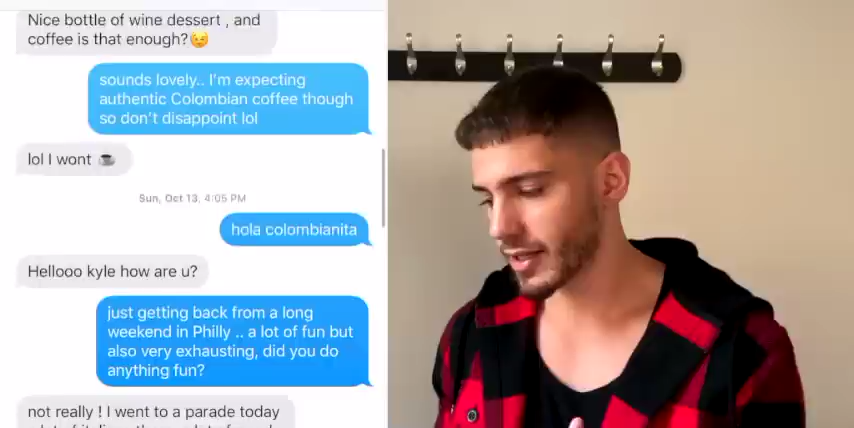 Nice bottle of wine dessert , and
coffee is that enough?😉
sounds lovely.. I'm expecting
authentic Colombian coffee though
so don't disappoint lol
lol I wont ☕
Sun, Oct 13, 4:05 PM
hola colombianita
Hellooo kyle how are u?
just getting back from a long
weekend in Philly .. a lot of fun but
also very exhausting, did you do
anything fun?
not really ! I went to a parade today